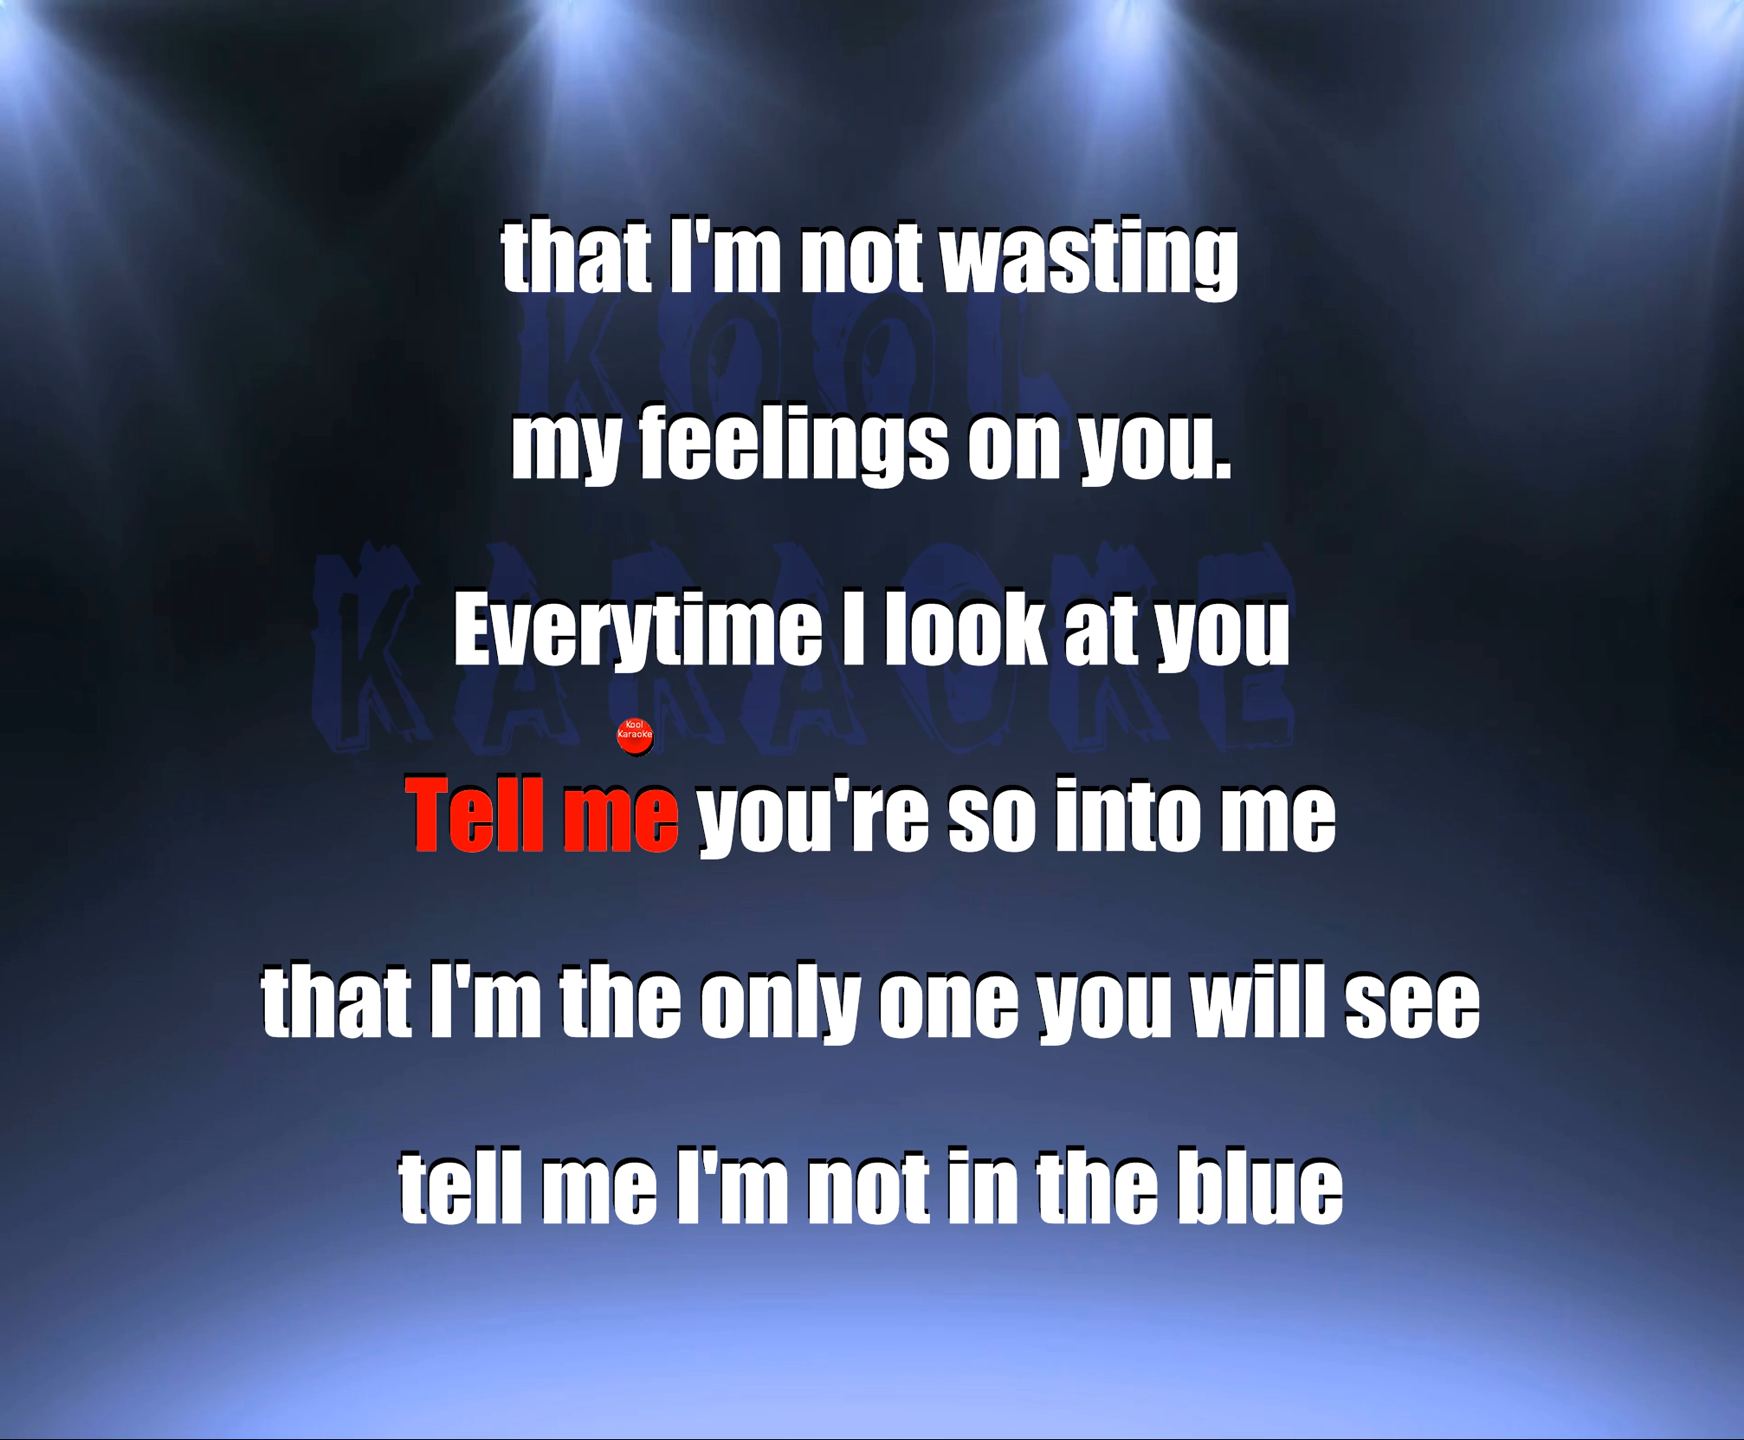 that I'm not wasting
KOOL
my feelings on you.
KARAOKE
Everytime I look at you
Kool
Karaoke
Tell me you're so into me
that I'm the only one you will see
tell me I'm not in the blue